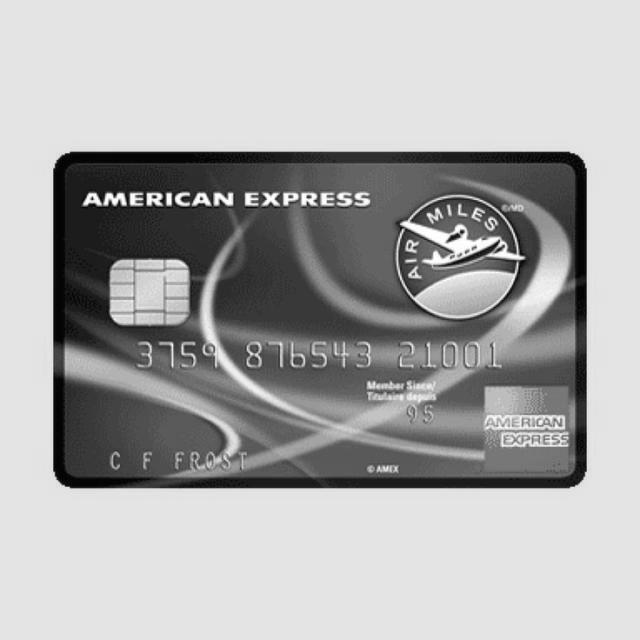 AMERICAN EXPRESS
AIR MILES
®/MD
3759 876543 21001
Member Since/
Titulaire depuis
95
AMERICAN
EXPRESS
C F FROST
© AMEX